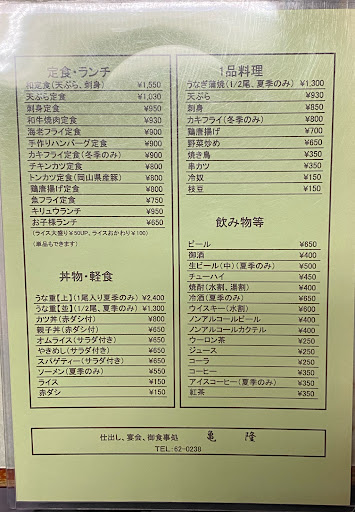 定食・ランチ
和定食(天ぷら、刺身) ¥1,550
天ぷら定食 ¥1,030
刺身定食 ¥950
和牛焼肉定食 ¥930
海老フライ定食 ¥900
手作りハンバーグ定食 ¥900
カキフライ定食(冬季のみ) ¥900
チキンカツ定食 ¥800
トンカツ定食(岡山県産豚) ¥800
鶏唐揚げ定食 ¥800
魚フライ定食 ¥750
キリュウランチ ¥950
お子様ランチ ¥650
(ライス大盛り¥50UP、ライスおかわり¥100)
(単品もできます)
丼物・軽食
うな重【上】(1尾入り夏季のみ) ¥2,400
うな重【並】(1/2尾、夏季のみ) ¥1,300
カツ丼(赤ダシ付) ¥800
親子丼(赤ダシ付) ¥650
オムライス(サラダ付き) ¥650
やきめし(サラダ付き) ¥650
スパゲティー(サラダ付き) ¥650
ソーメン(夏季のみ) ¥550
ライス ¥150
赤ダシ ¥150
1品料理
うなぎ蒲焼(1/2尾、夏季のみ) ¥1,300
天ぷら ¥930
刺身 ¥850
カキフライ(冬季のみ) ¥800
鶏唐揚げ ¥700
野菜炒め ¥650
焼き鳥 ¥350
串カツ ¥350
冷奴 ¥150
枝豆 ¥150
飲み物等
ビール ¥650
御酒 ¥400
生ビール(中)(夏季のみ) ¥500
チューハイ ¥450
焼酎(水割、湯割) ¥400
冷酒(夏季のみ) ¥650
ウイスキー(水割) ¥600
ノンアルコールビール ¥400
ノンアルコールカクテル ¥400
ウーロン茶 ¥250
ジュース ¥250
コーラ ¥250
コーヒー ¥350
アイスコーヒー(夏季のみ) ¥350
紅茶 ¥350
仕出し、宴会、御食事処 亀隆
TEL:62-0238